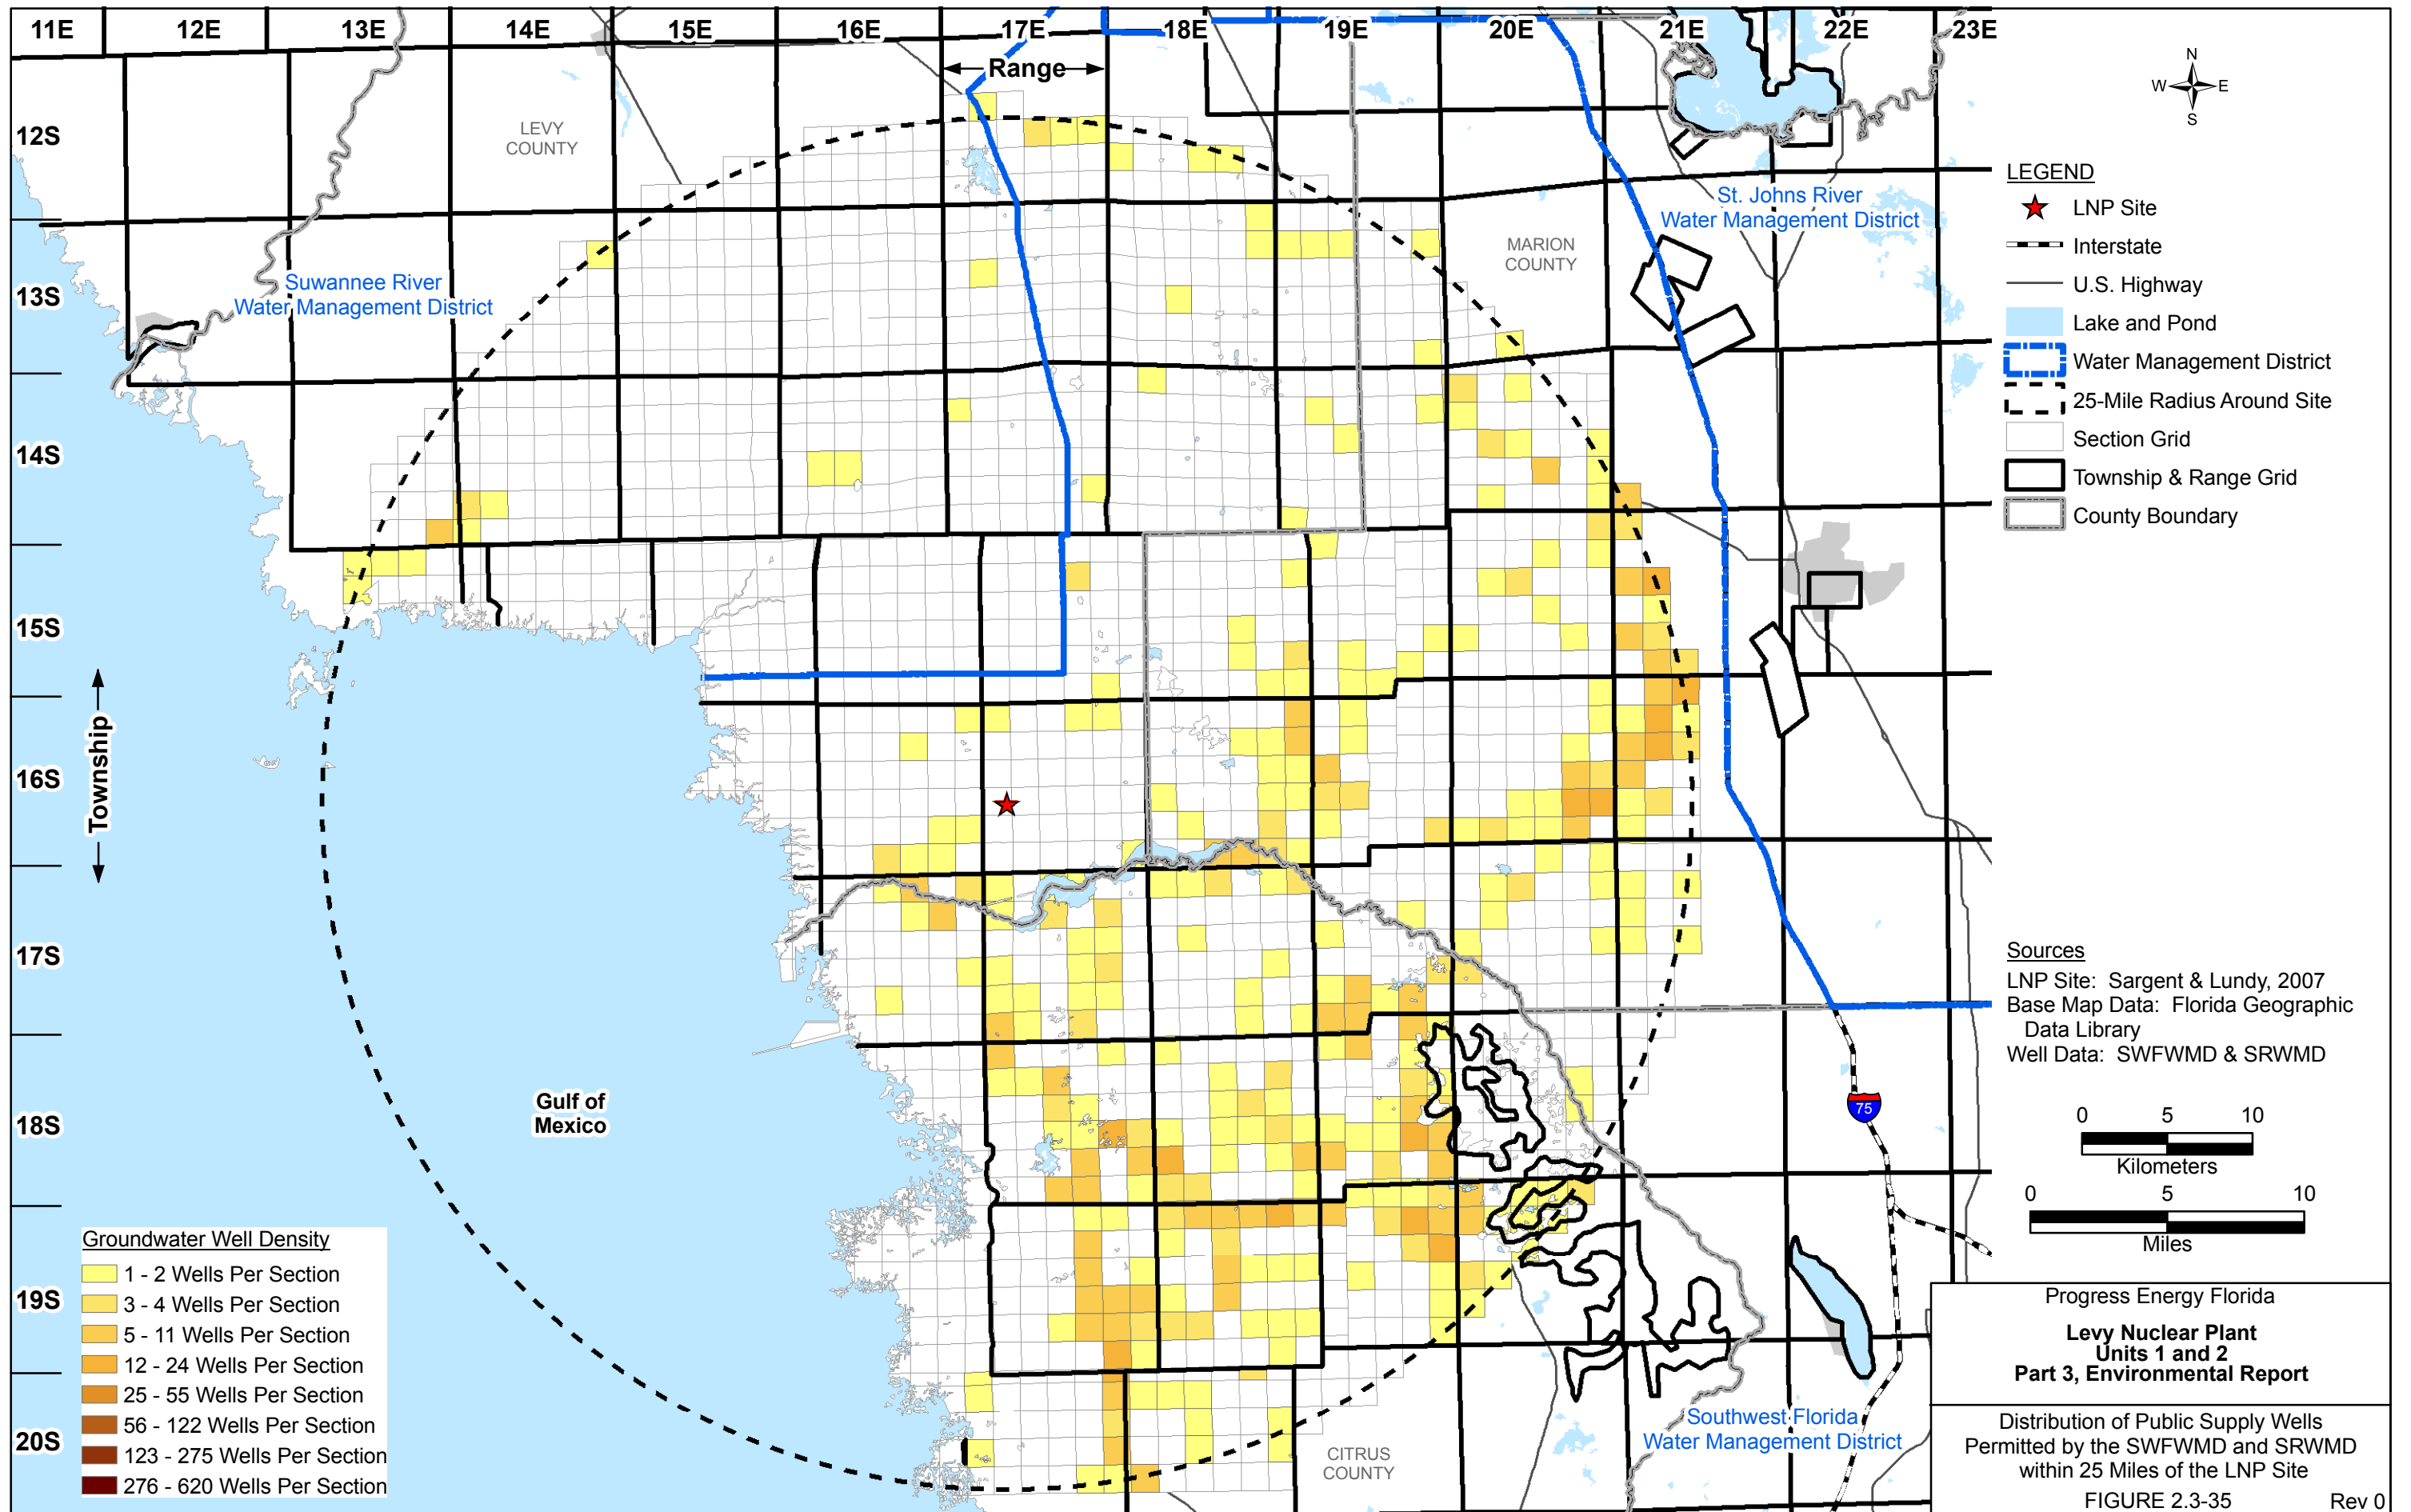 11E 12E 13E 14E 15E 16E 17E 18E 19E 20E 21E 22E 23E
Range
12S
13S
14S
15S
16S
17S
18S
19S
20S
Township
LEVY
COUNTY
MARION
COUNTY
CITRUS
COUNTY
Suwannee River
Water Management District
St. Johns River
Water Management District
Southwest Florida
Water Management District
Gulf of
Mexico
75
N
W E
S
LEGEND
LNP Site
Interstate
U.S. Highway
Lake and Pond
Water Management District
25-Mile Radius Around Site
Section Grid
Township & Range Grid
County Boundary
Sources
LNP Site: Sargent & Lundy, 2007
Base Map Data: Florida Geographic
Data Library
Well Data: SWFWMD & SRWMD
0 5 10
Kilometers
0 5 10
Miles
Groundwater Well Density
1 - 2 Wells Per Section
3 - 4 Wells Per Section
5 - 11 Wells Per Section
12 - 24 Wells Per Section
25 - 55 Wells Per Section
56 - 122 Wells Per Section
123 - 275 Wells Per Section
276 - 620 Wells Per Section
Progress Energy Florida
Levy Nuclear Plant
Units 1 and 2
Part 3, Environmental Report
Distribution of Public Supply Wells
Permitted by the SWFWMD and SRWMD
within 25 Miles of the LNP Site
FIGURE 2.3-35 Rev 0